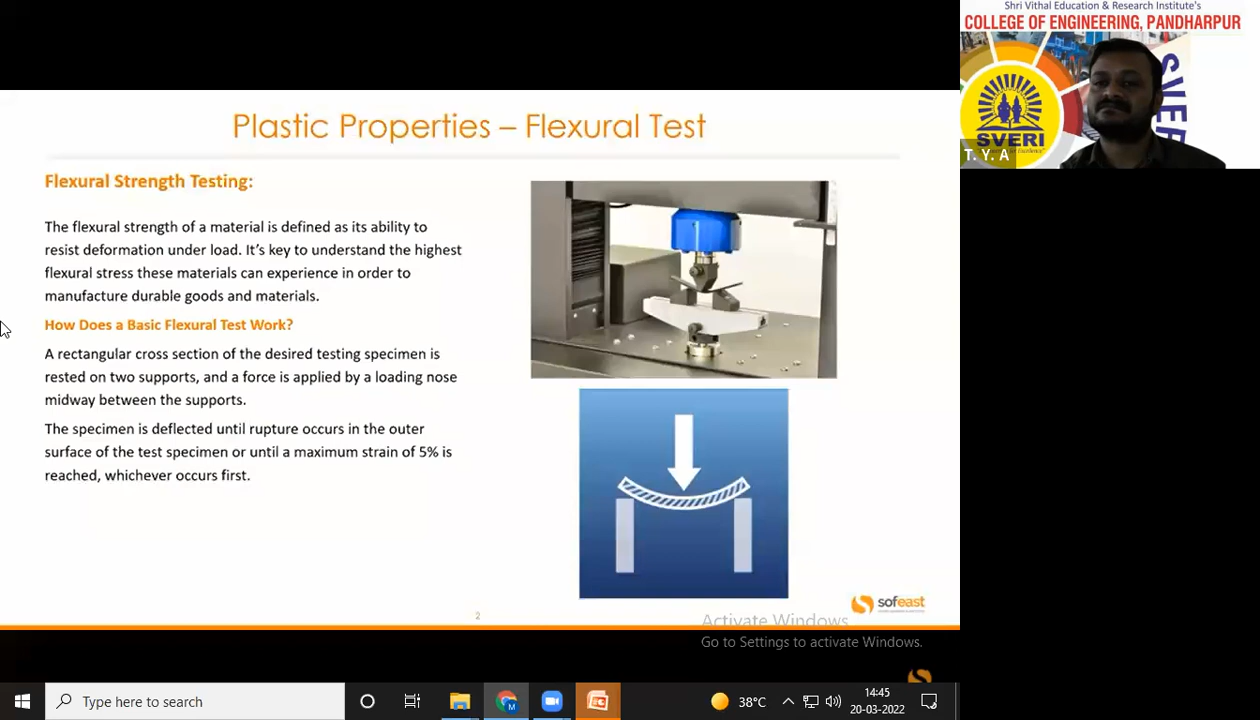 Shri Vithal Education & Research Institute's
COLLEGE OF ENGINEERING, PANDHARPUR
SVERI
SVERI
T. Y. A
Plastic Properties – Flexural Test
Flexural Strength Testing:
The flexural strength of a material is defined as its ability to
resist deformation under load. It's key to understand the highest
flexural stress these materials can experience in order to
manufacture durable goods and materials.
How Does a Basic Flexural Test Work?
A rectangular cross section of the desired testing specimen is
rested on two supports, and a force is applied by a loading nose
midway between the supports.
The specimen is deflected until rupture occurs in the outer
surface of the test specimen or until a maximum strain of 5% is
reached, whichever occurs first.
2
sofeast
Activate Windows
Go to Settings to activate Windows.
Type here to search
38°C
14:45
20-03-2022